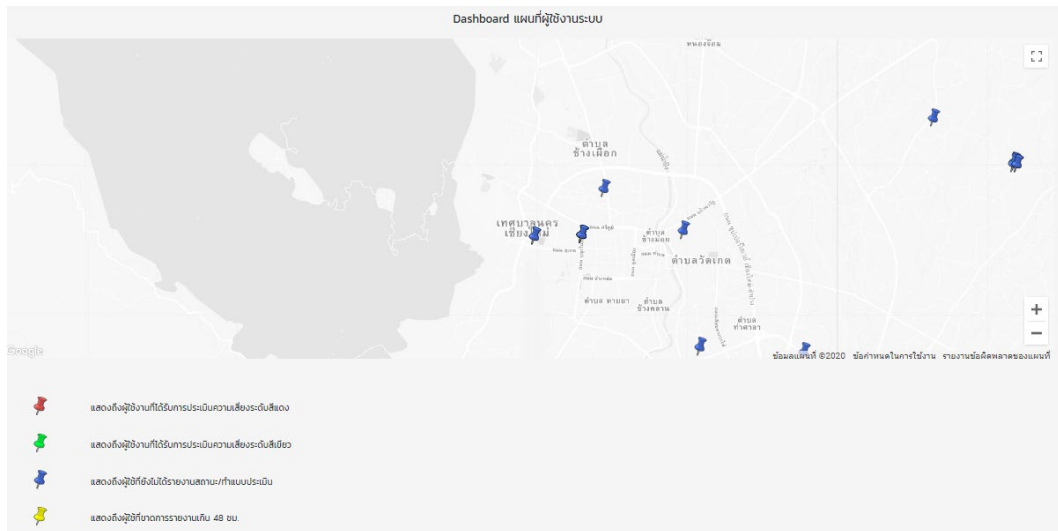 Dashboard แผนที่ผู้ใช้งานระบบ
หนองจ๊อม
ตำบล
ช้างเผือก
เทศบาลนคร
เชียงใหม่
ตำบล
ช้างม่อย
ตำบลวัดเกต
ตำบล หายยา
ตำบล
ช้างคลาน
ตำบล
ท่าศาลา
Google
ข้อมูลแผนที่ ©2020 ข้อกำหนดในการใช้งาน รายงานข้อผิดพลาดของแผนที่
แสดงถึงผู้ใช้งานที่ได้รับการประเมินความเสี่ยงระดับสีแดง
แสดงถึงผู้ใช้งานที่ได้รับการประเมินความเสี่ยงระดับสีเขียว
แสดงถึงผู้ใช้ที่ยังไม่ได้รายงานสถานะ/ทำแบบประเมิน
แสดงถึงผู้ใช้ที่ขาดการรายงานเกิน 48 ชม.